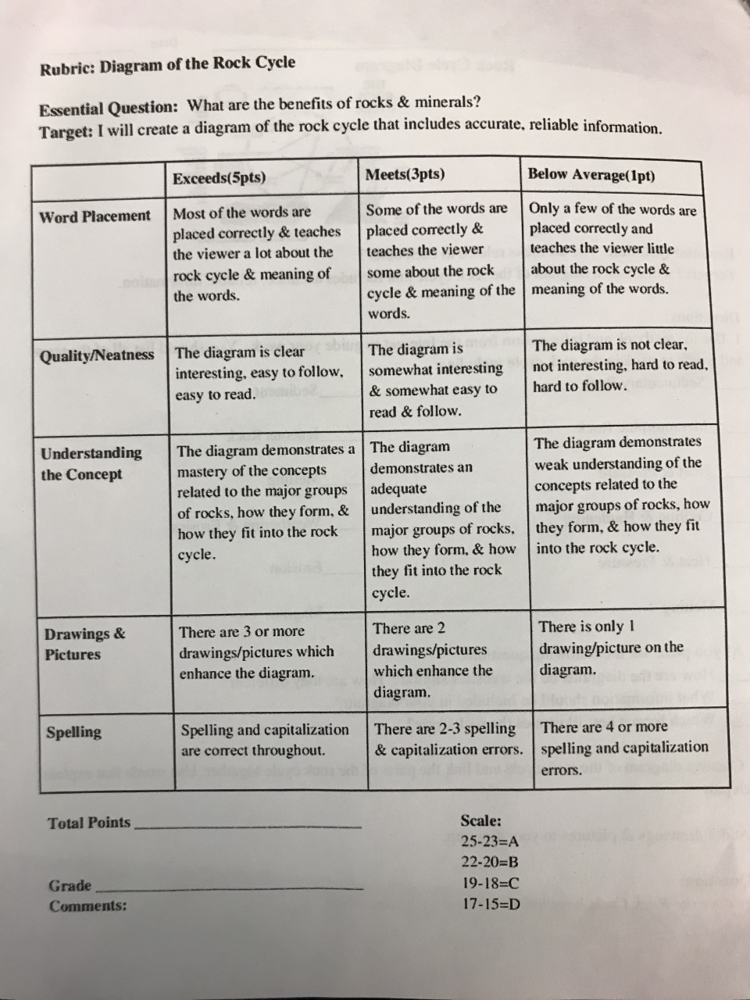 Rubric: Diagram of the Rock Cycle
Essential Question: What are the benefits of rocks & minerals?
Target: I will create a diagram of the rock cycle that includes accurate, reliable information.
Exceeds(5pts)
Meets(3pts)
Below Average(1pt)
Word Placement
Most of the words are
placed correctly & teaches
the viewer a lot about the
rock cycle & meaning of
the words.
Some of the words are
placed correctly &
teaches the viewer
some about the rock
cycle & meaning of the
words.
Only a few of the words are
placed correctly and
teaches the viewer little
about the rock cycle &
meaning of the words.
Quality/Neatness
The diagram is clear
interesting, easy to follow,
easy to read.
The diagram is
somewhat interesting
& somewhat easy to
read & follow.
The diagram is not clear,
not interesting, hard to read,
hard to follow.
Understanding
the Concept
The diagram demonstrates a
mastery of the concepts
related to the major groups
of rocks, how they form, &
how they fit into the rock
cycle.
The diagram
demonstrates an
adequate
understanding of the
major groups of rocks,
how they form, & how
they fit into the rock
cycle.
The diagram demonstrates
weak understanding of the
concepts related to the
major groups of rocks, how
they form, & how they fit
into the rock cycle.
Drawings &
Pictures
There are 3 or more
drawings/pictures which
enhance the diagram.
There are 2
drawings/pictures
which enhance the
diagram.
There is only 1
drawing/picture on the
diagram.
Spelling
Spelling and capitalization
are correct throughout.
There are 2-3 spelling
& capitalization errors.
There are 4 or more
spelling and capitalization
errors.
Total Points
Grade
Comments:
Scale:
25-23=A
22-20=B
19-18=C
17-15=D